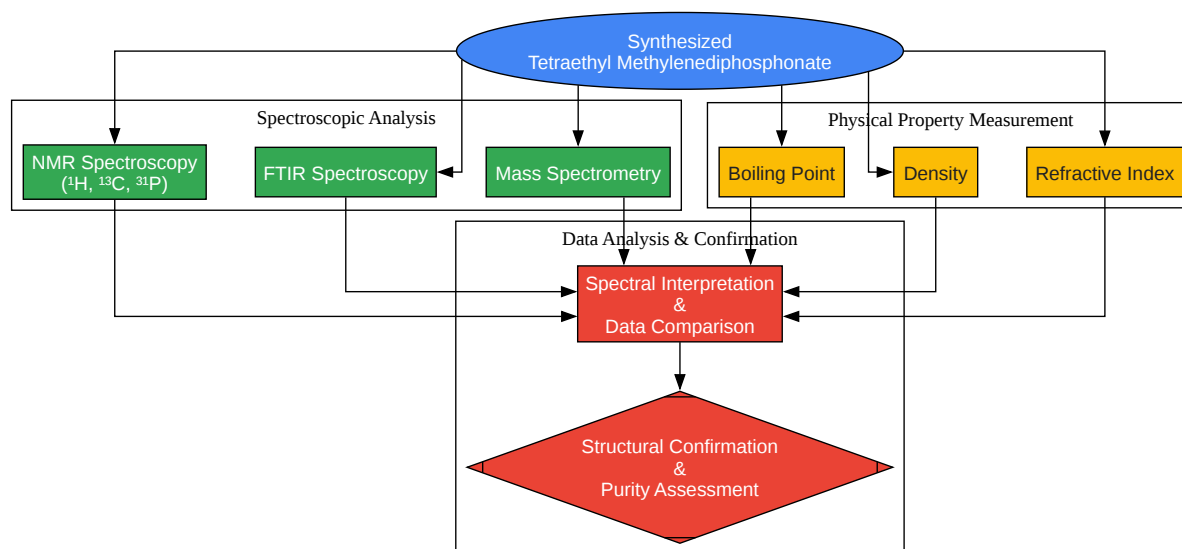 Synthesized
Tetraethyl Methylenediphosphonate
Spectroscopic Analysis
Physical Property Measurement
NMR Spectroscopy
(¹H, ¹³C, ³¹P)
FTIR Spectroscopy
Mass Spectrometry
Boiling Point
Density
Refractive Index
Data Analysis & Confirmation
Spectral Interpretation
&
Data Comparison
Structural Confirmation
&
Purity Assessment